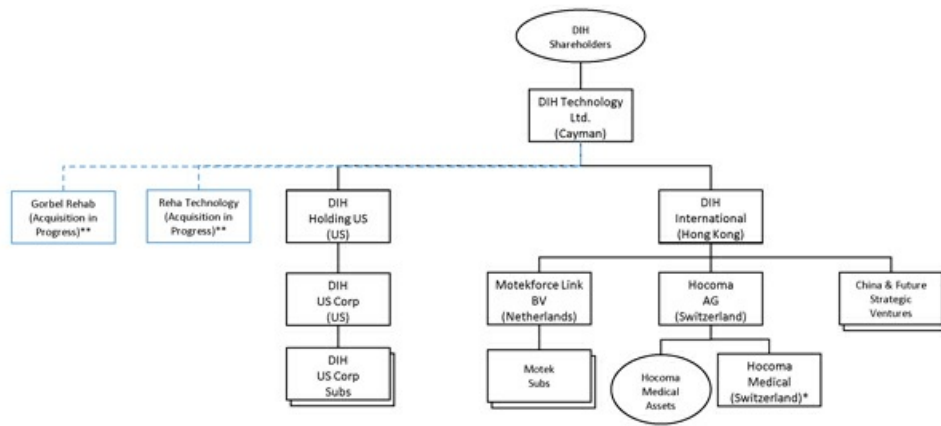 DIH
Shareholders
DIH Technology
Ltd.
(Cayman)
Gorbel Rehab
(Acquisition in
Progress)**
Reha Technology
(Acquisition in
Progress)**
DIH
Holding US
(US)
DIH
International
(Hong Kong)
DIH
US Corp
(US)
Motekforce Link
BV
(Netherlands)
Hocoma
AG
(Switzerland)
China & Future
Strategic
Ventures
DIH
US Corp
Subs
Motek
Subs
Hocoma
Medical
Assets
Hocoma
Medical
(Switzerland)*